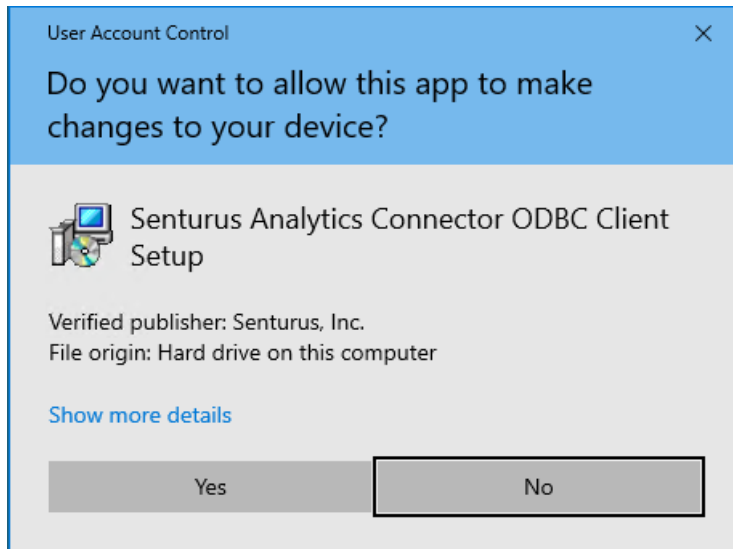 User Account Control
Do you want to allow this app to make
changes to your device?
Senturus Analytics Connector ODBC Client
Setup
Verified publisher: Senturus, Inc.
File origin: Hard drive on this computer
Show more details
Yes
No